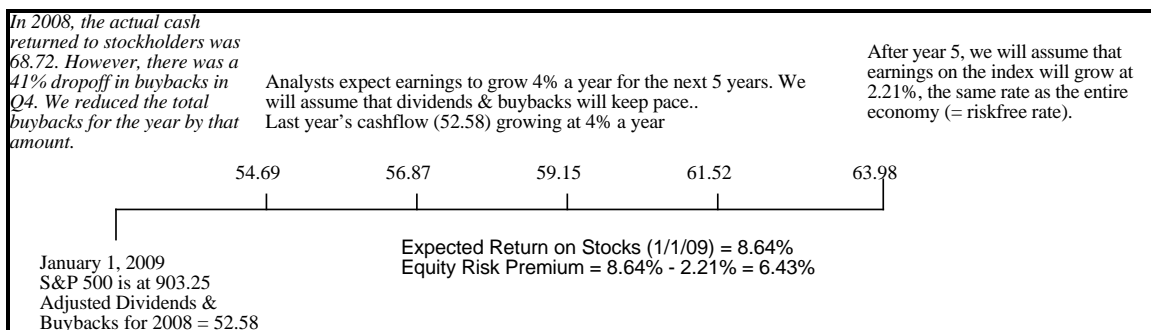 In 2008, the actual cash
returned to stockholders was
68.72. However, there was a
41% dropoff in buybacks in
Q4. We reduced the total
buybacks for the year by that
amount.
Analysts expect earnings to grow 4% a year for the next 5 years. We
will assume that dividends & buybacks will keep pace..
Last year's cashflow (52.58) growing at 4% a year
After year 5, we will assume that
earnings on the index will grow at
2.21%, the same rate as the entire
economy (= riskfree rate).
54.69 56.87 59.15 61.52 63.98
January 1, 2009
S&P 500 is at 903.25
Adjusted Dividends &
Buybacks for 2008 = 52.58
Expected Return on Stocks (1/1/09) = 8.64%
Equity Risk Premium = 8.64% - 2.21% = 6.43%